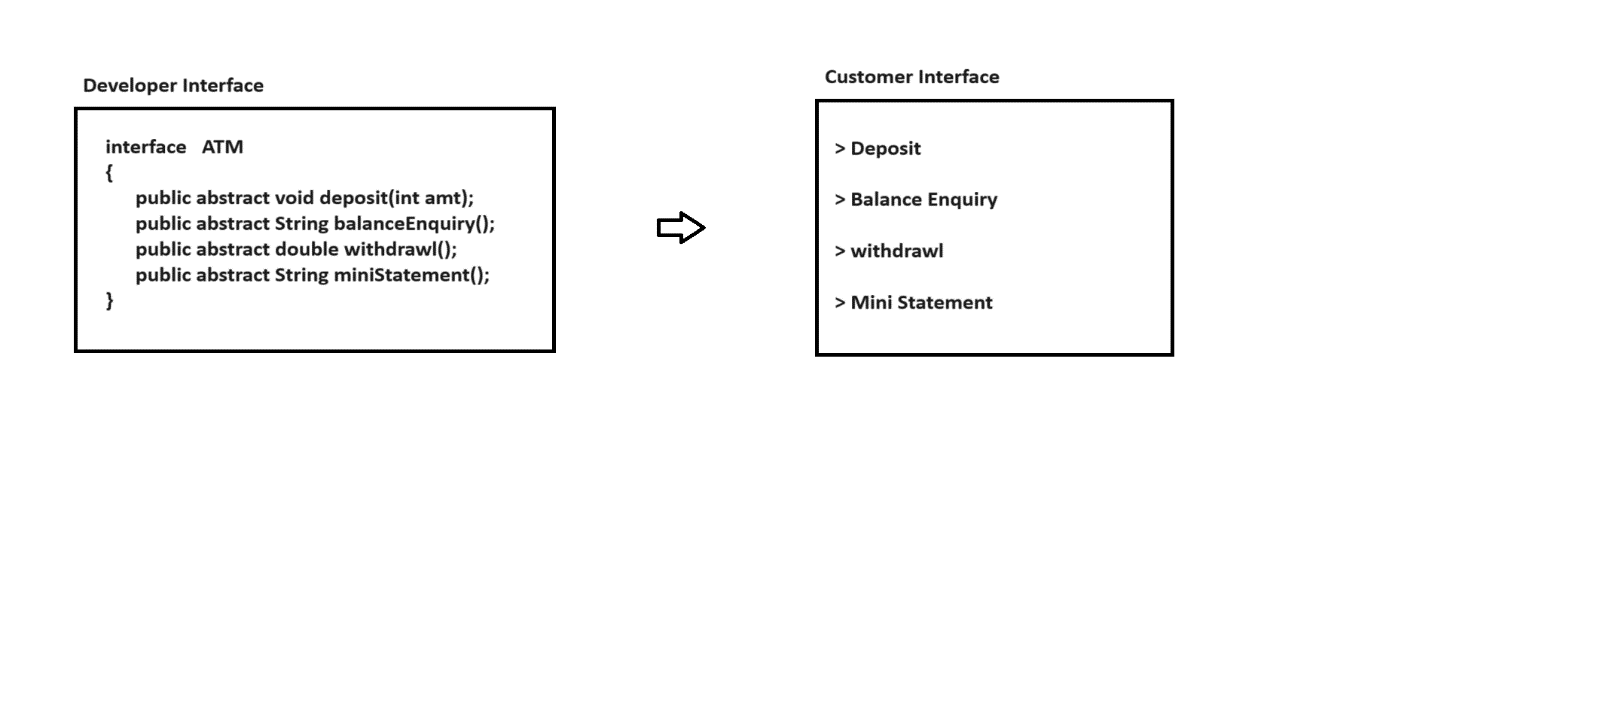 Developer Interface
interface ATM
{
public abstract void deposit(int amt);
public abstract String balanceEnquiry();
public abstract double withdrawl();
public abstract String miniStatement();
}
Customer Interface
> Deposit
> Balance Enquiry
> withdrawl
> Mini Statement